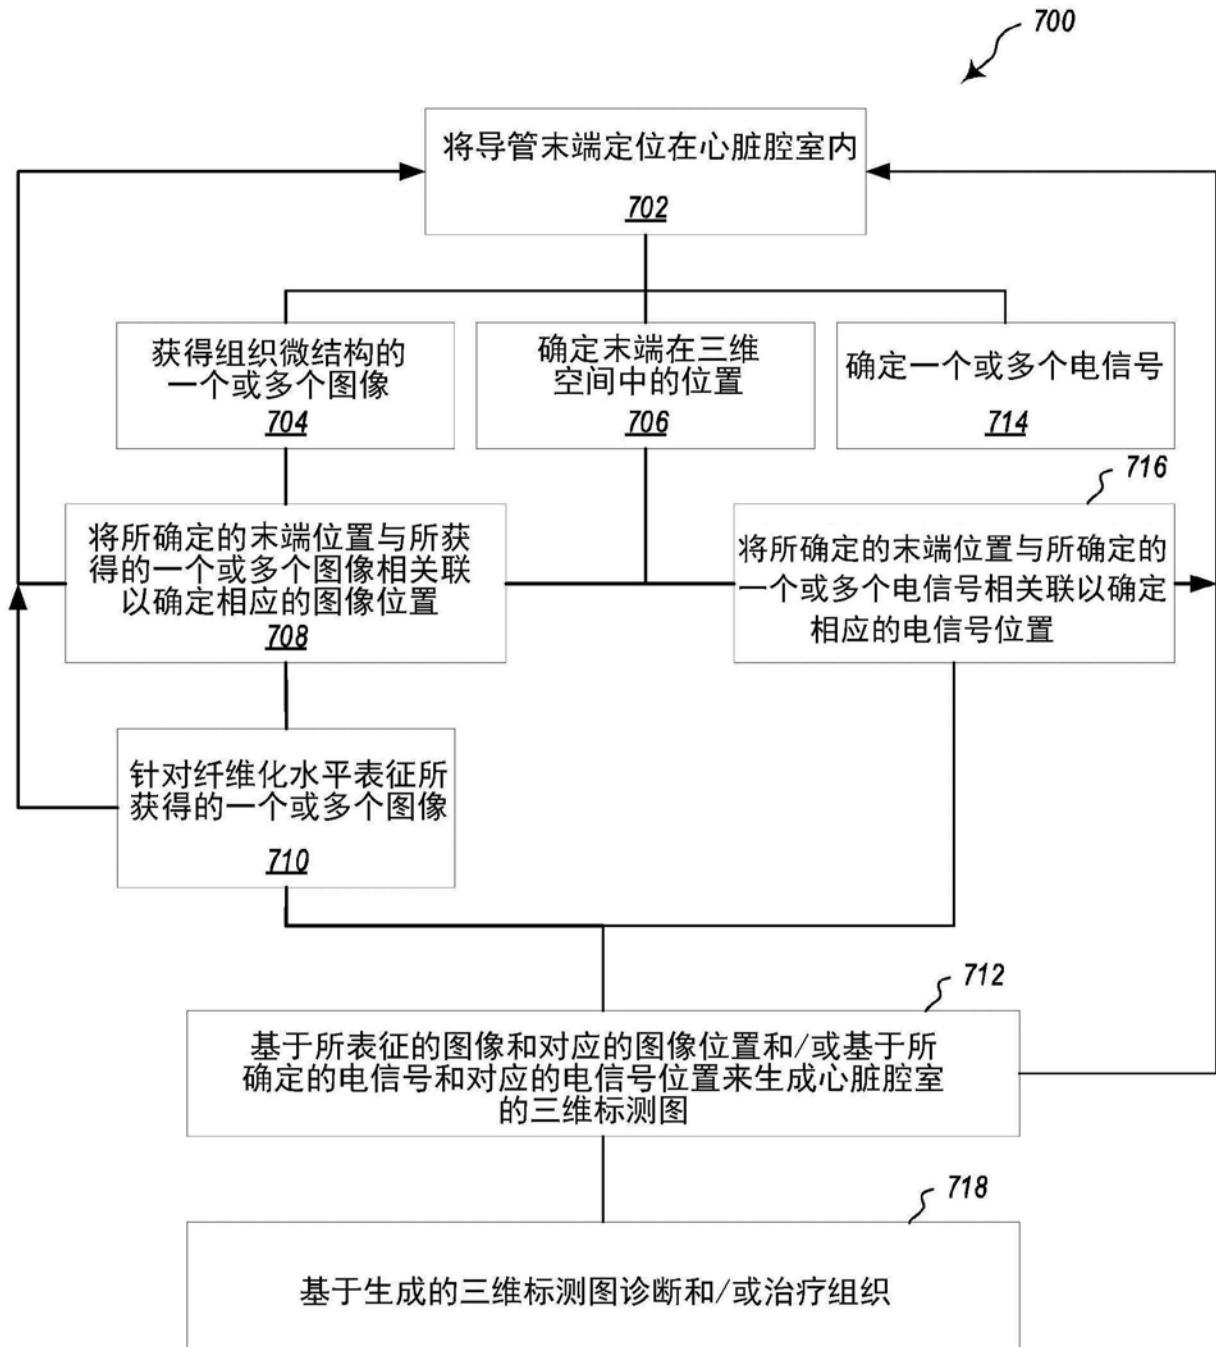 700
将导管末端定位在心脏腔室内
702
获得组织微结构的
一个或多个图像
704
确定末端在三维
空间中的位置
706
确定一个或多个电信号
714
716
将所确定的末端位置与所获
得的一个或多个图像相关联
以确定相应的图像位置
708
将所确定的末端位置与所确定的
一个或多个电信号相关联以确定
相应的电信号位置
针对纤维化水平表征所
获得的一个或多个图像
710
712
基于所表征的图像和对应的图像位置和/或基于所
确定的电信号和对应的电信号位置来生成心脏腔室
的三维标测图
718
基于生成的三维标测图诊断和/或治疗组织